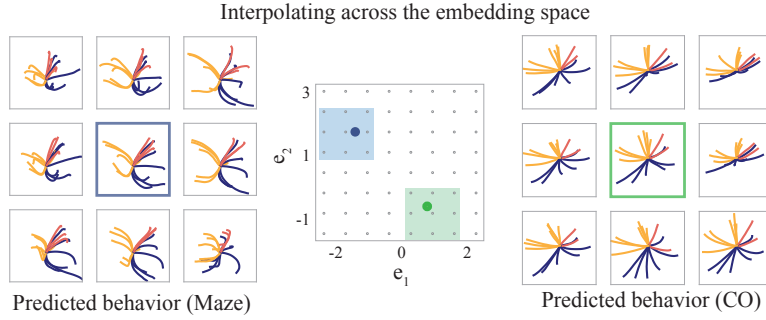 Interpolating across the embedding space
3
e2
1
-1
-2
0
2
e1
Predicted behavior (Maze)
Predicted behavior (CO)